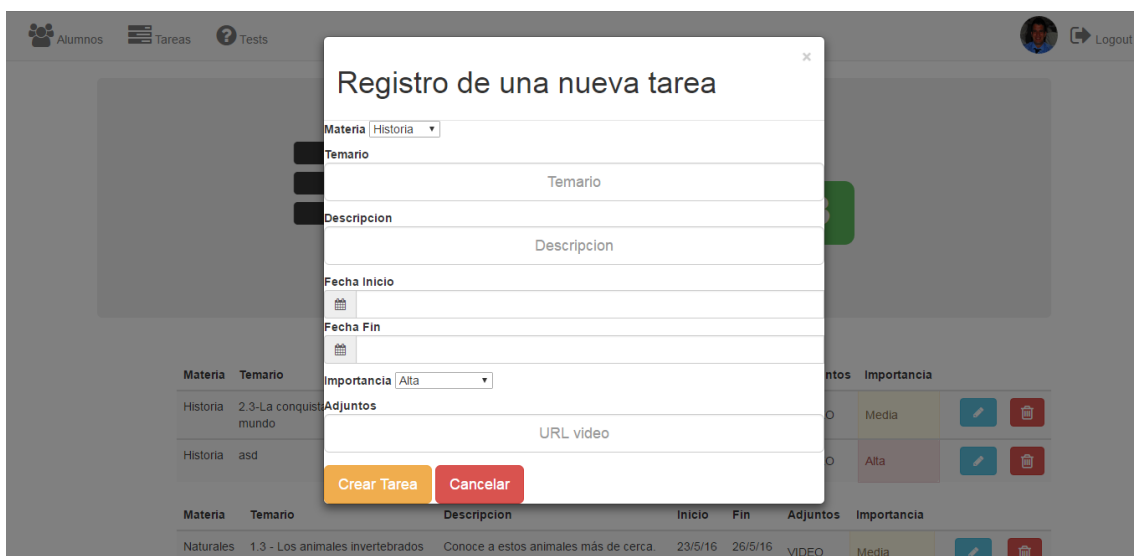 Alumnos Tareas Tests Logout
×
Registro de una nueva tarea
Materia Historia
Temario
Temario
Descripcion
Descripcion
Fecha Inicio
Fecha Fin
Importancia Alta
Adjuntos
URL video
Crear Tarea Cancelar
Materia Temario ntos Importancia
Historia 2.3-La conquista O Media
mundo
Historia asd O Alta
Materia Temario Descripcion Inicio Fin Adjuntos Importancia
Naturales 1.3 - Los animales invertebrados Conoce a estos animales más de cerca. 23/5/16 26/5/16 VIDEO Media